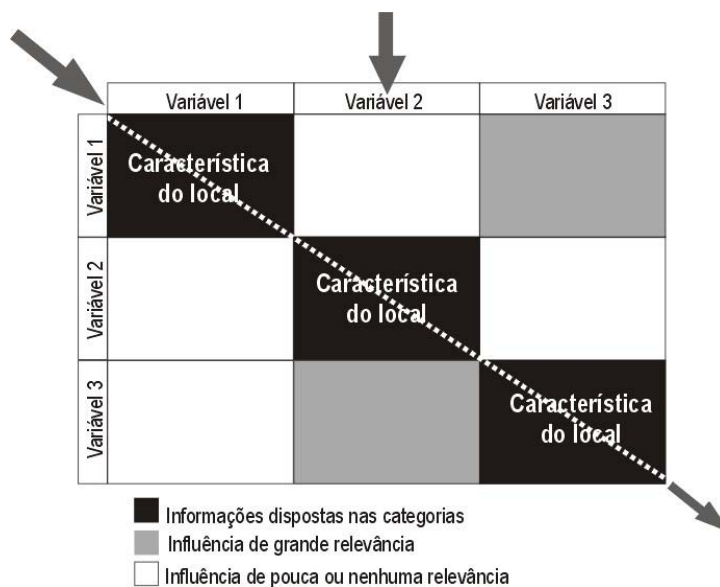 Variável 1
Variável 2
Variável 3
Variável 1
Característica
do local
Variável 2
Característica
do local
Variável 3
Característica
do local
Informações dispostas nas categorias
Influência de grande relevância
Influência de pouca ou nenhuma relevância